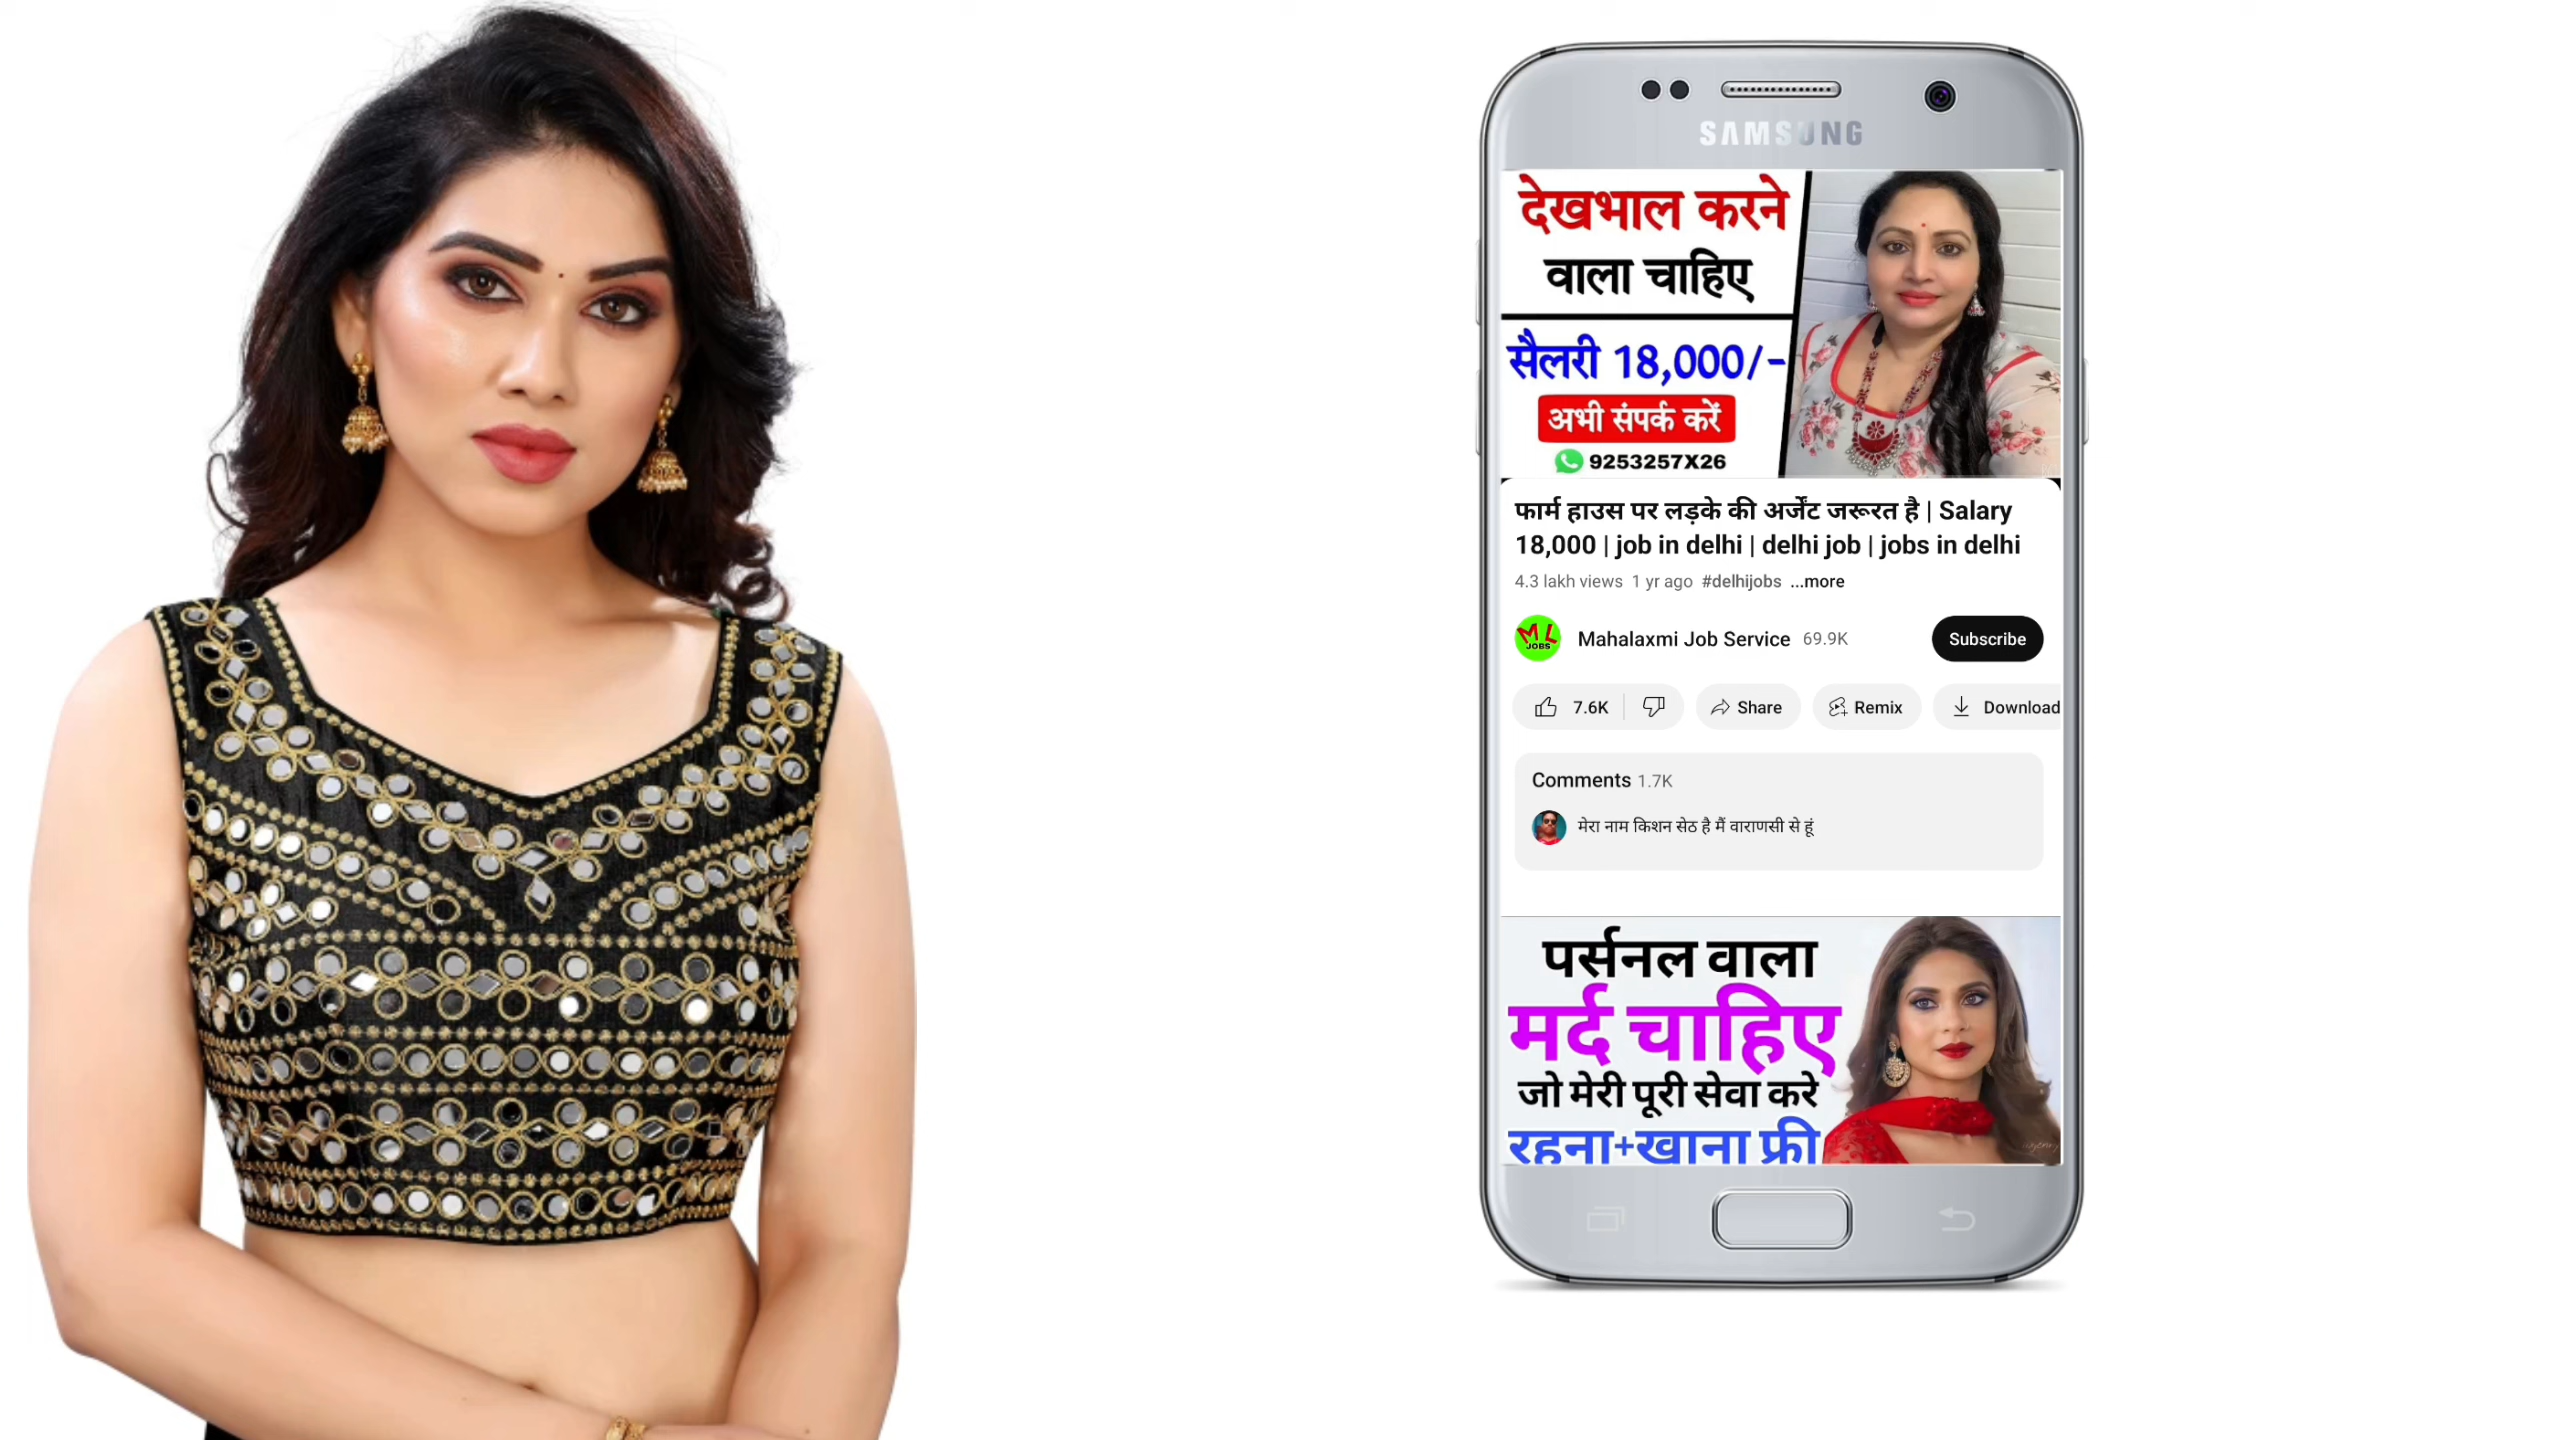 SAMSUNG
देखभाल करने
वाला चाहिए
सैलरी 18,000/-
अभी संपर्क करें
9253257X26
फार्म हाउस पर लड़के की अर्जेंट जरूरत है | Salary
18,000 | job in delhi | delhi job | jobs in delhi
4.3 lakh views 1 yr ago #delhijobs ...more
ML JOBS
Mahalaxmi Job Service 69.9K
Subscribe
7.6K Share Remix Download
Comments 1.7K
मेरा नाम किशन सेठ है मैं वाराणसी से हूं
पर्सनल वाला
मर्द चाहिए
जो मेरी पूरी सेवा करे
रहना+खाना फ्री